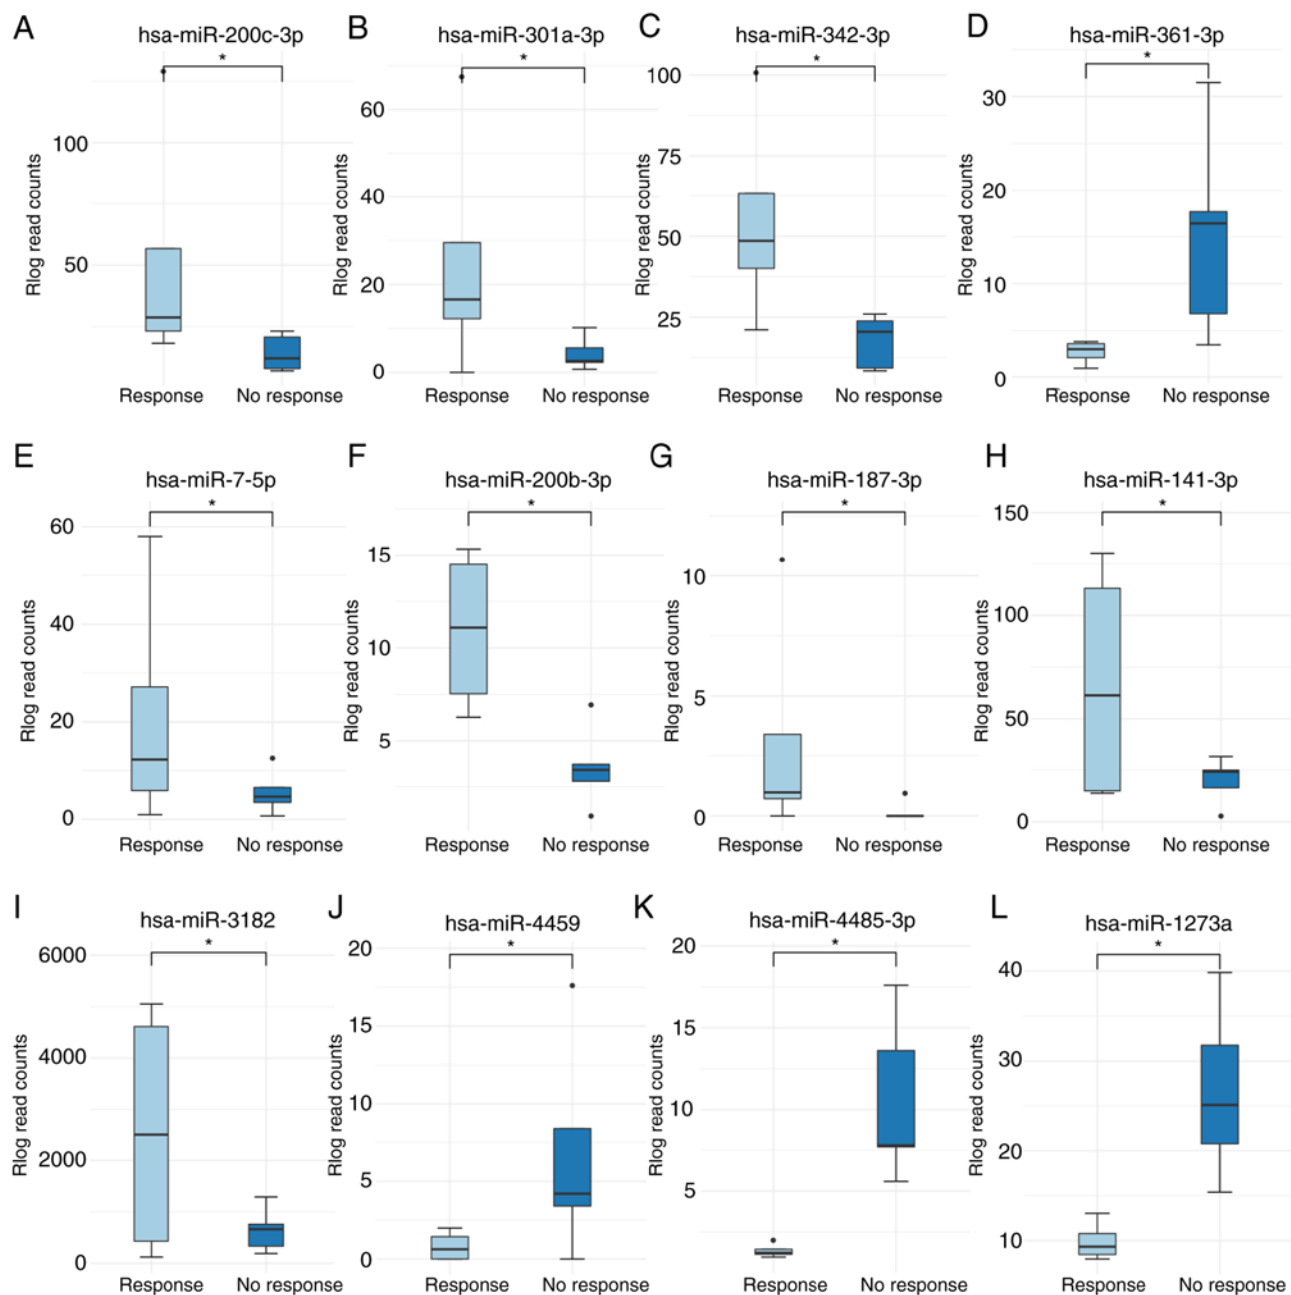 A
hsa-miR-200c-3p
*
Rlog read counts
100
50
Response
No response
B
hsa-miR-301a-3p
*
Rlog read counts
60
40
20
0
Response
No response
C
hsa-miR-342-3p
*
Rlog read counts
100
75
50
25
Response
No response
D
hsa-miR-361-3p
*
Rlog read counts
30
20
10
0
Response
No response
E
hsa-miR-7-5p
*
Rlog read counts
60
40
20
0
Response
No response
F
hsa-miR-200b-3p
*
Rlog read counts
15
10
5
Response
No response
G
hsa-miR-187-3p
*
Rlog read counts
10
5
0
Response
No response
H
hsa-miR-141-3p
*
Rlog read counts
150
100
50
0
Response
No response
I
hsa-miR-3182
*
Rlog read counts
6000
4000
2000
0
Response
No response
J
hsa-miR-4459
*
Rlog read counts
20
15
10
5
0
Response
No response
K
hsa-miR-4485-3p
*
Rlog read counts
20
15
10
5
Response
No response
L
hsa-miR-1273a
*
Rlog read counts
40
30
20
10
Response
No response